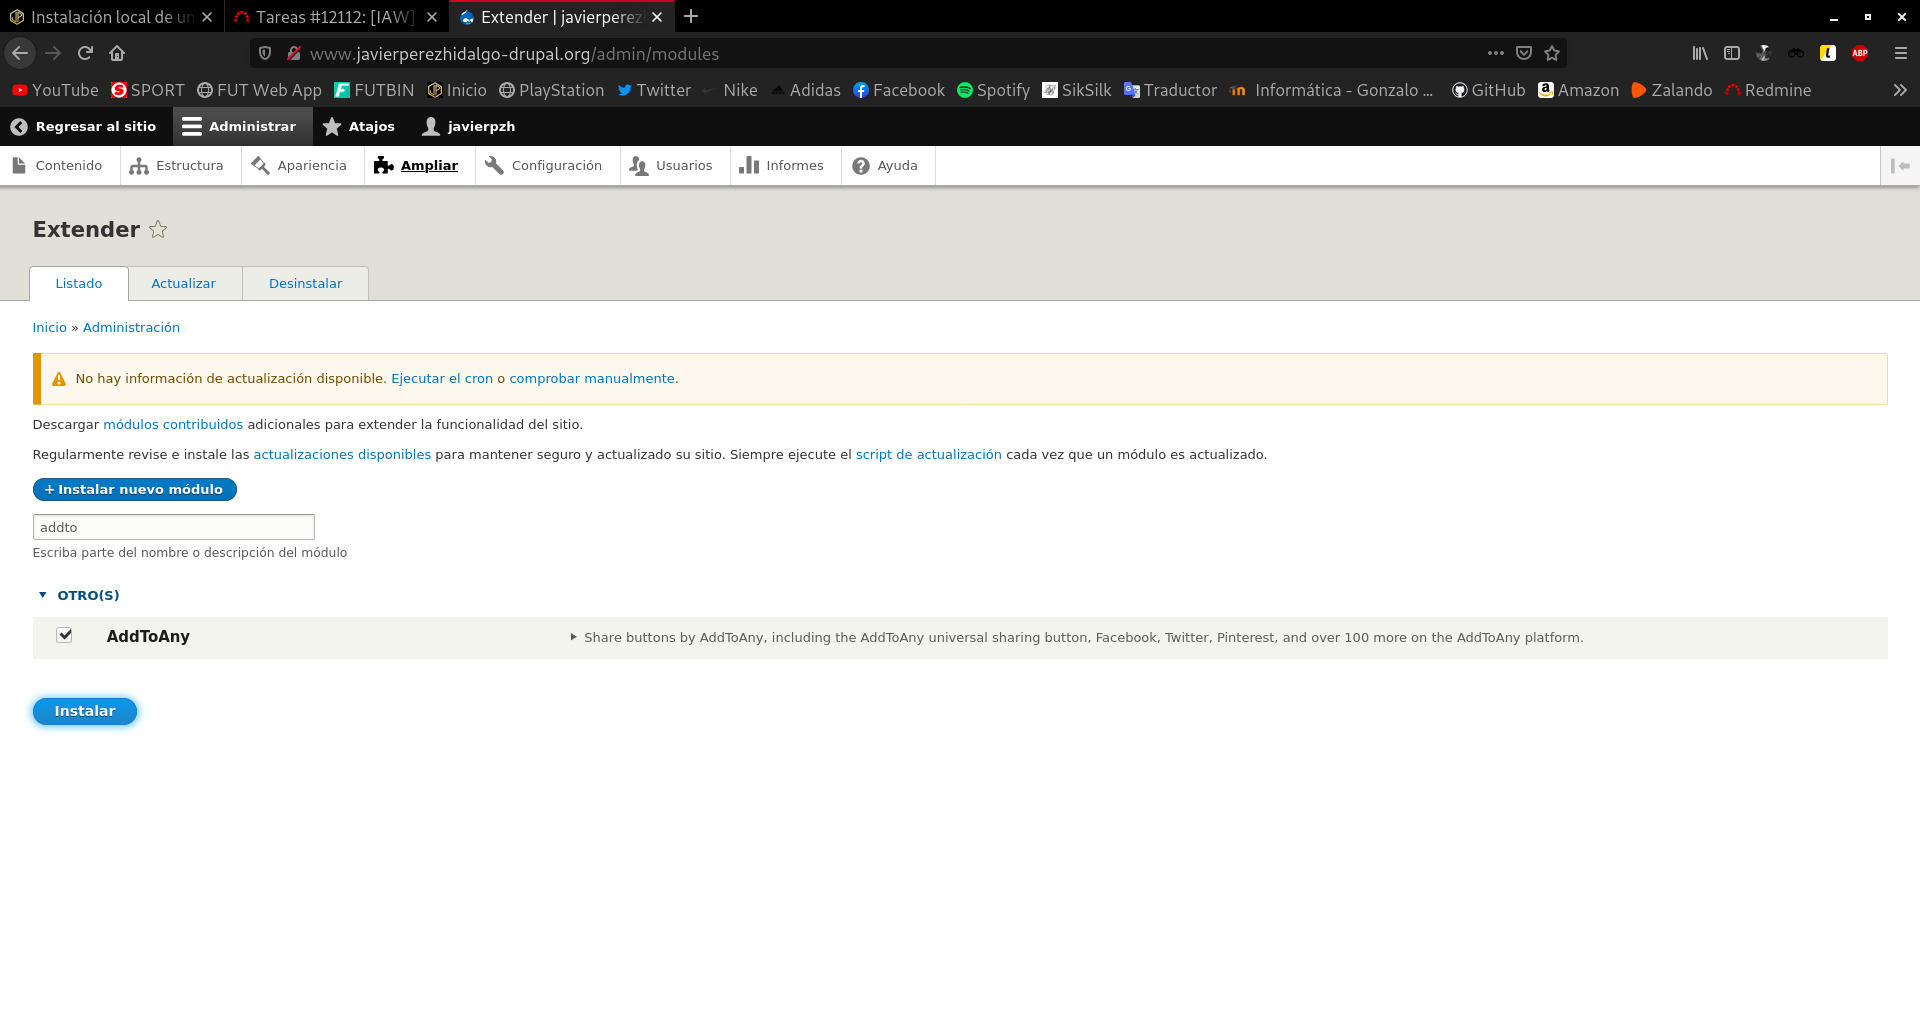 Instalación local de un
Tareas #12112: [IAW]
Extender | javierperez
www.javierperezhidalgo-drupal.org/admin/modules
ABP
YouTube SPORT FUT Web App FUTBIN Inicio PlayStation Twitter Nike Adidas Facebook Spotify SikSilk Traductor Informática - Gonzalo ... GitHub Amazon Zalando Redmine
Regresar al sitio Administrar Atajos javierpzh
Contenido Estructura Apariencia Ampliar Configuración Usuarios Informes Ayuda
Extender
Listado Actualizar Desinstalar
Inicio » Administración
No hay información de actualización disponible. Ejecutar el cron o comprobar manualmente.
Descargar módulos contribuidos adicionales para extender la funcionalidad del sitio.
Regularmente revise e instale las actualizaciones disponibles para mantener seguro y actualizado su sitio. Siempre ejecute el script de actualización cada vez que un módulo es actualizado.
+ Instalar nuevo módulo
addto
Escriba parte del nombre o descripción del módulo
OTRO(S)
AddToAny Share buttons by AddToAny, including the AddToAny universal sharing button, Facebook, Twitter, Pinterest, and over 100 more on the AddToAny platform.
Instalar